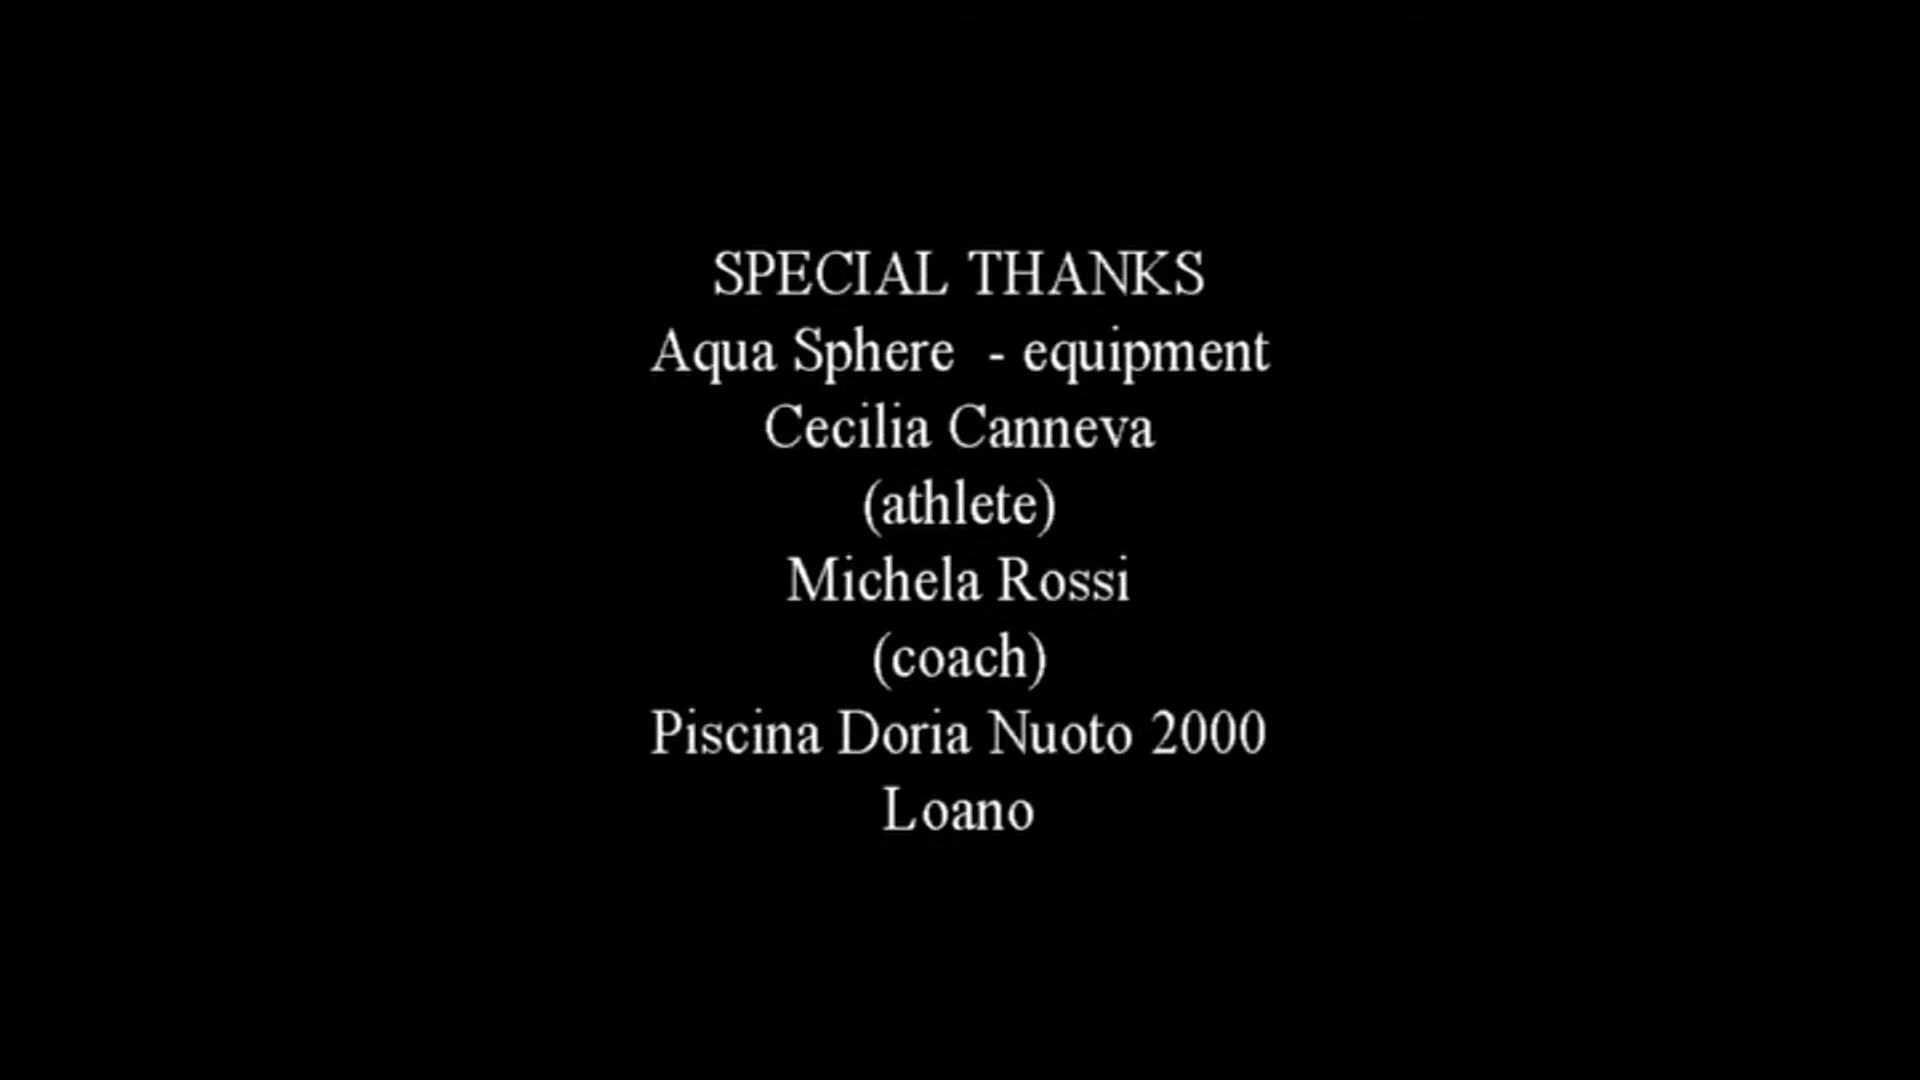 SPECIAL THANKS
Aqua Sphere  - equipment
Cecilia Canneva
(athlete)
Michela Rossi
(coach)
Piscina Doria Nuoto 2000
Loano